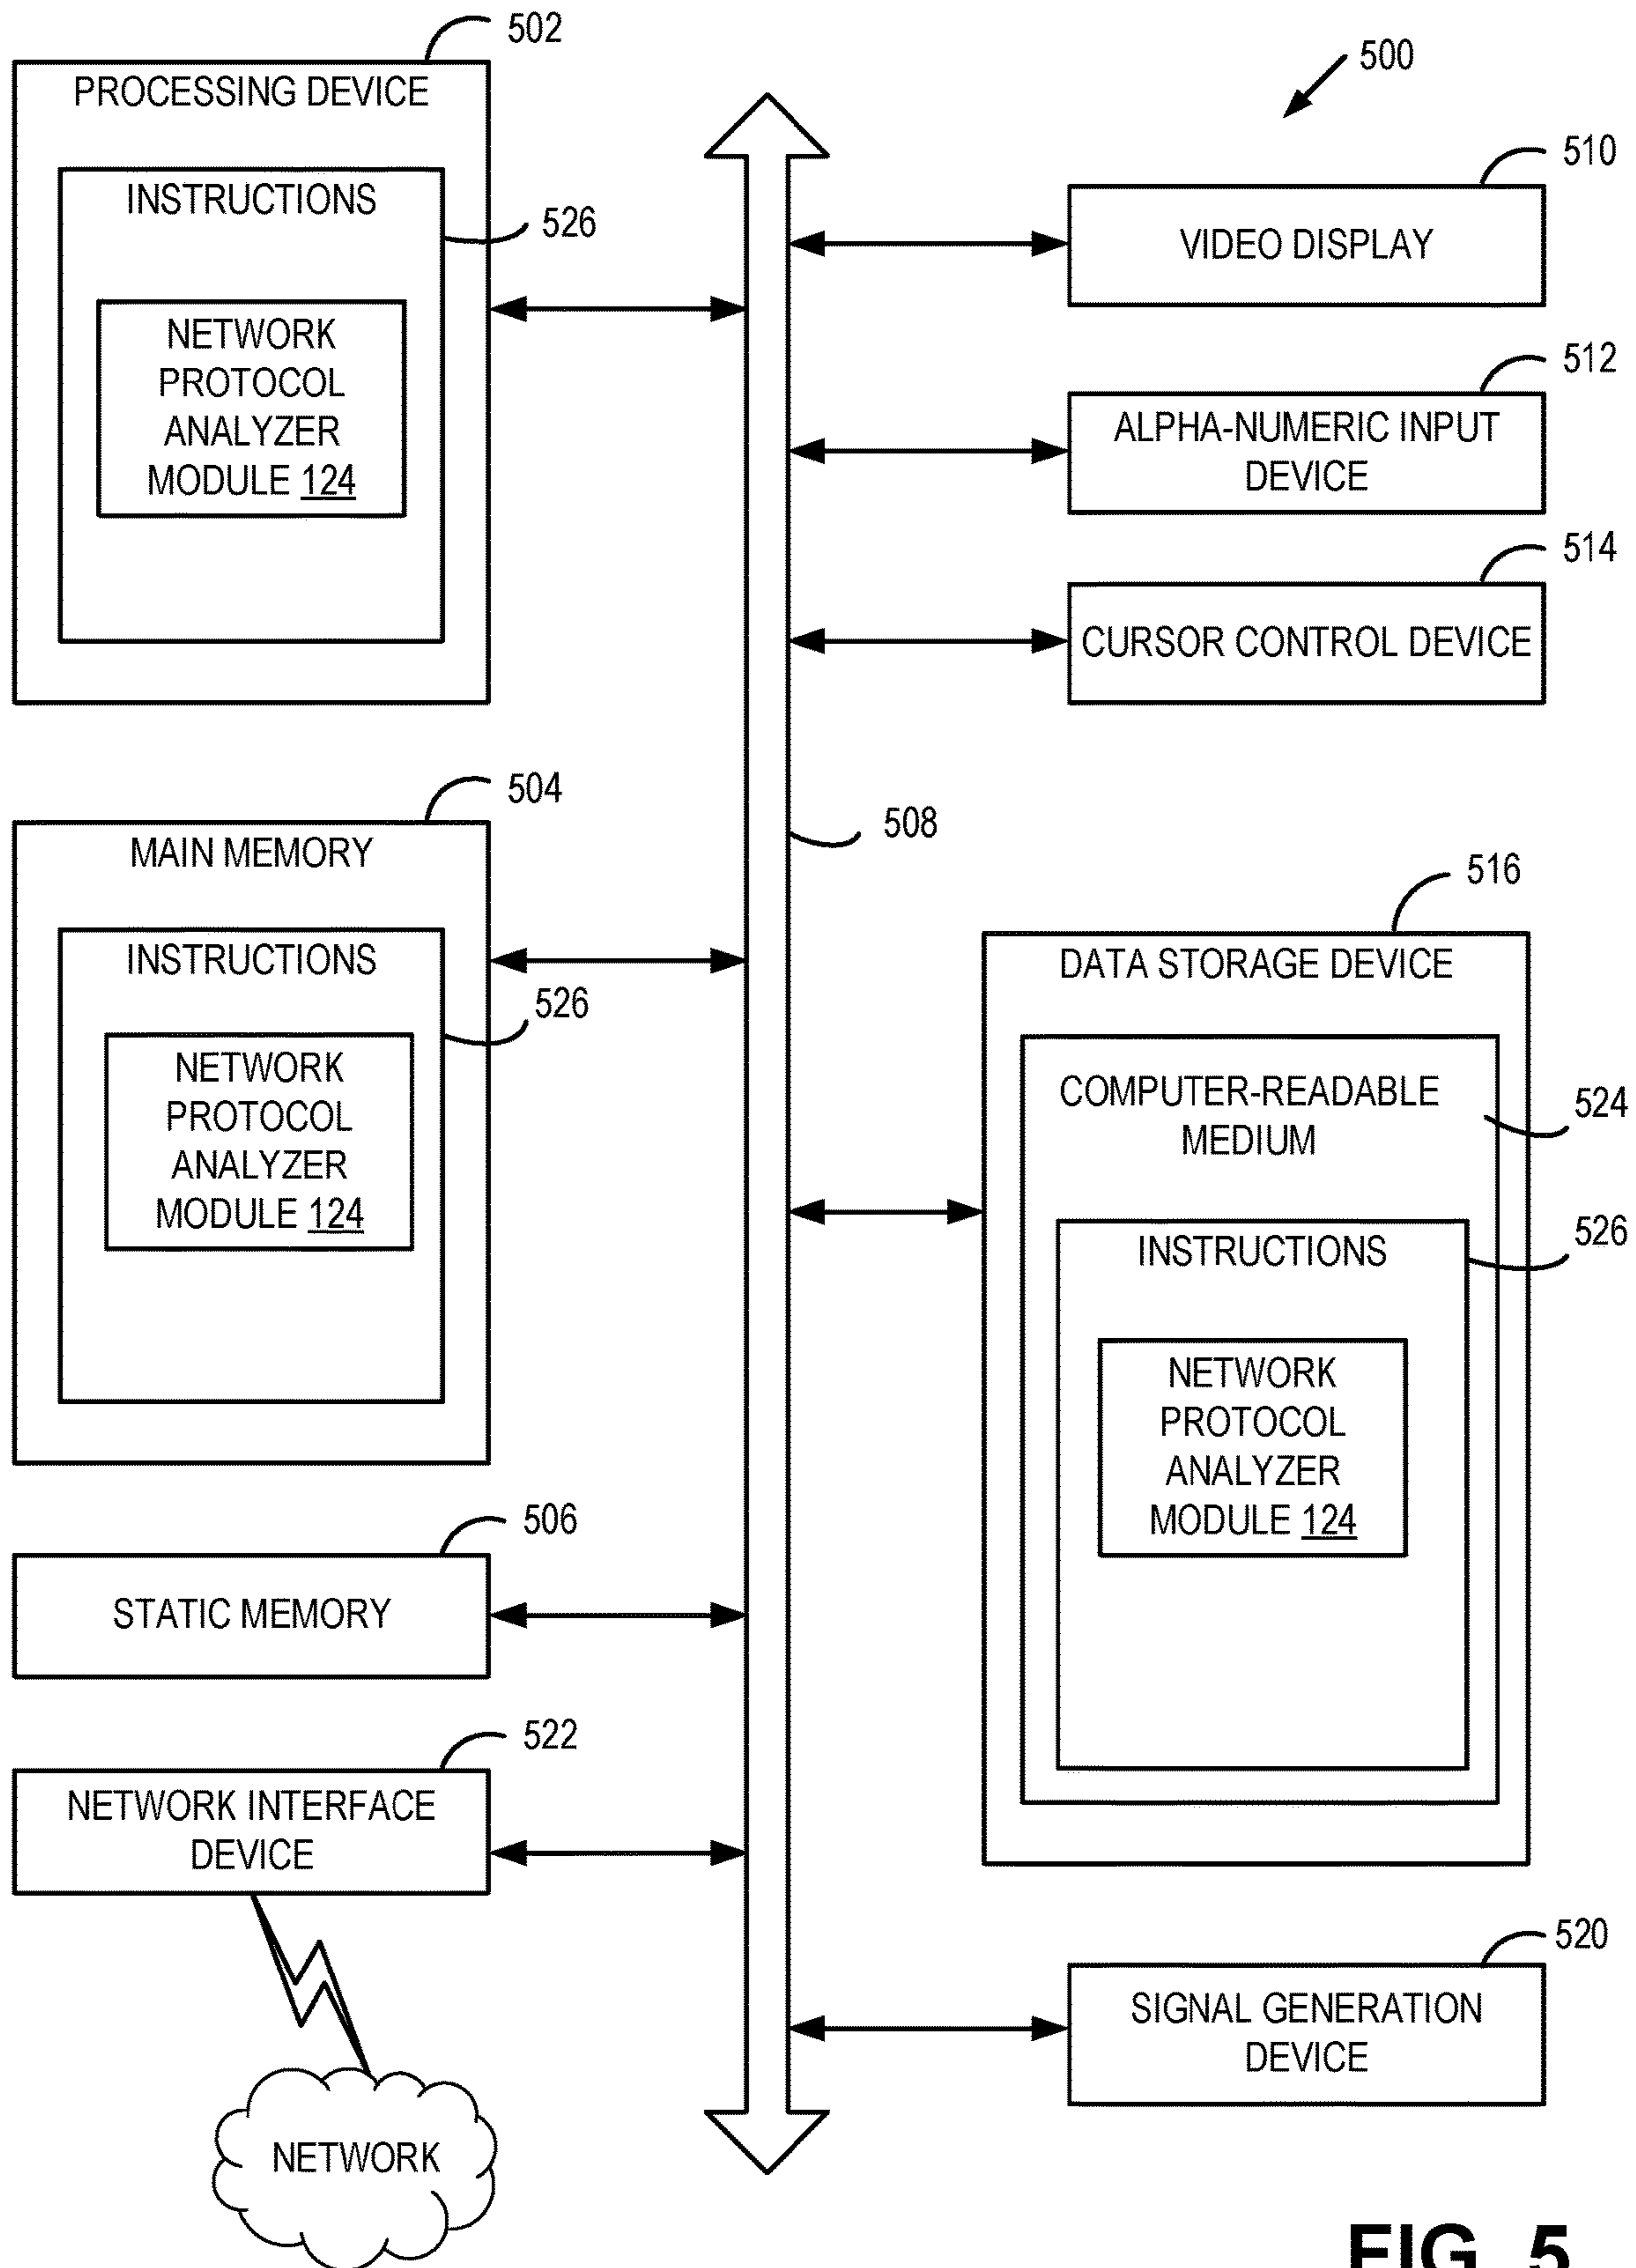 502
PROCESSING DEVICE
INSTRUCTIONS
526
NETWORK
PROTOCOL
ANALYZER
MODULE 124
504
MAIN MEMORY
INSTRUCTIONS
526
NETWORK
PROTOCOL
ANALYZER
MODULE 124
506
STATIC MEMORY
522
NETWORK INTERFACE
DEVICE
NETWORK
508
500
510
VIDEO DISPLAY
512
ALPHA-NUMERIC INPUT
DEVICE
514
CURSOR CONTROL DEVICE
516
DATA STORAGE DEVICE
COMPUTER-READABLE
MEDIUM
524
526
INSTRUCTIONS
NETWORK
PROTOCOL
ANALYZER
MODULE 124
520
SIGNAL GENERATION
DEVICE
FIG. 5